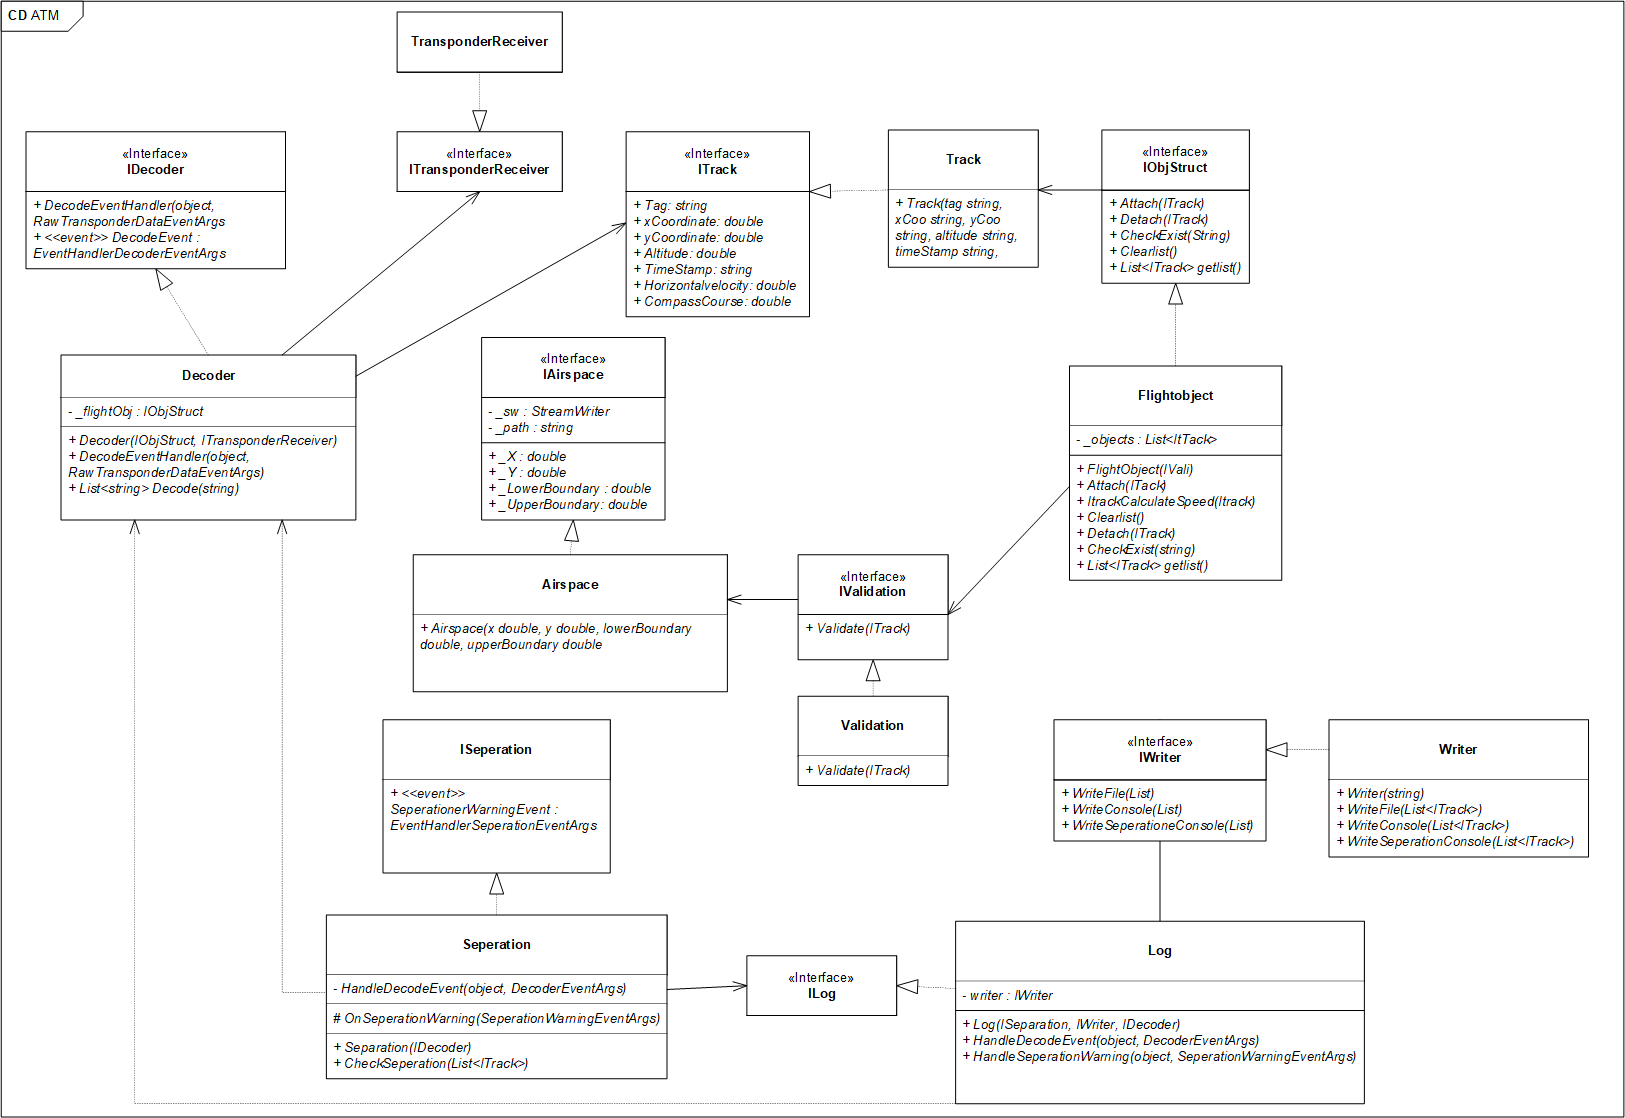 CD ATM
TransponderReceiver
«Interface»
IDecoder
+ DecodeEventHandler(object,
RawTransponderDataEventArgs
+ <<event>> DecodeEvent :
EventHandlerDecoderEventArgs
«Interface»
ITransponderReceiver
«Interface»
ITrack
+ Tag: string
+ xCoordinate: double
+ yCoordinate: double
+ Altitude: double
+ TimeStamp: string
+ Horizontalvelocity: double
+ CompassCourse: double
Track
+ Track(tag string,
xCoo string, yCoo
string, altitude string,
timeStamp string,
«Interface»
IObjStruct
+ Attach(ITrack)
+ Detach(ITrack)
+ CheckExist(String)
+ Clearlist()
+ List<ITrack> getlist()
Decoder
- _flightObj : IObjStruct
+ Decoder(IObjStruct, ITransponderReceiver)
+ DecodeEventHandler(object,
RawTransponderDataEventArgs)
+ List<string> Decode(string)
«Interface»
IAirspace
- _sw : StreamWriter
- _path : string
+ _X : double
+ _Y : double
+ _LowerBoundary : double
+ _UpperBoundary: double
Flightobject
- _objects : List<ItTack>
+ FlightObject(IVali)
+ Attach(ITack)
+ ItrackCalculateSpeed(Itrack)
+ Clearlist()
+ Detach(ITrack)
+ CheckExist(string)
+ List<ITrack> getlist()
Airspace
+ Airspace(x double, y double, lowerBoundary
double, upperBoundary double
«Interface»
IValidation
+ Validate(ITrack)
Validation
+ Validate(ITrack)
ISeperation
+ <<event>>
SeperationerWarningEvent :
EventHandlerSeperationEventArgs
«Interface»
IWriter
+ WriteFile(List)
+ WriteConsole(List)
+ WriteSeperationeConsole(List)
Writer
+ Writer(string)
+ WriteFile(List<ITrack>)
+ WriteConsole(List<ITrack>)
+ WriteSeperationConsole(List<ITrack>)
Seperation
- HandleDecodeEvent(object, DecoderEventArgs)
# OnSeperationWarning(SeperationWarningEventArgs)
+ Separation(IDecoder)
+ CheckSeperation(List<ITrack>)
«Interface»
ILog
Log
- writer : IWriter
+ Log(ISeparation, IWriter, IDecoder)
+ HandleDecodeEvent(object, DecoderEventArgs)
+ HandleSeperationWarning(object, SeperationWarningEventArgs)